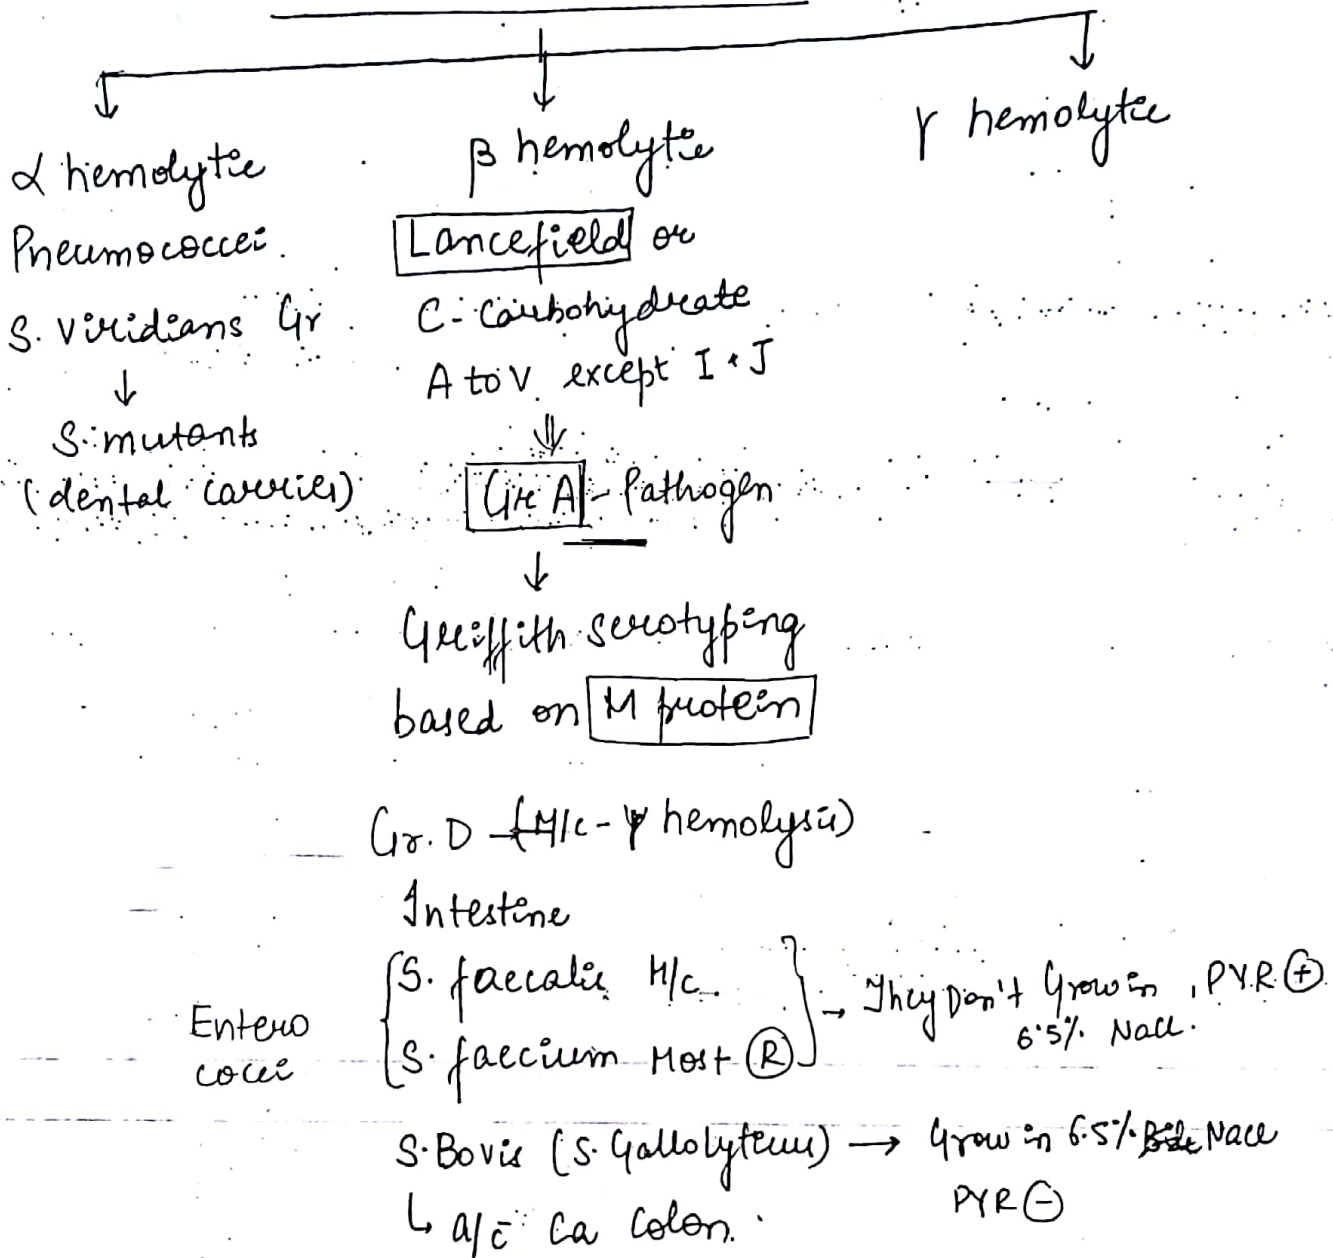 α hemolytic
β hemolytic
γ hemolytic
Pneumococci.
S. Viridians Gr
↓
S. mutants
(dental carries)
Lancefield or
C-Carbohydrate
A to V except I & J
⇓
Gr A - Pathogen
↓
Griffith serotyping
based on M protein
Gr. D (M/c - γ hemolysis)
Intestine
Entero
cocci
S. faecalis M/c
S. faecium Most R
→ They Don't Grow in 6.5% Nacl. , PYR ⊕
S. Bovis (S. Gallolyticus) → Grow in 6.5% Nacl
PYR ⊖
↳ a/c̄ Ca Colon.